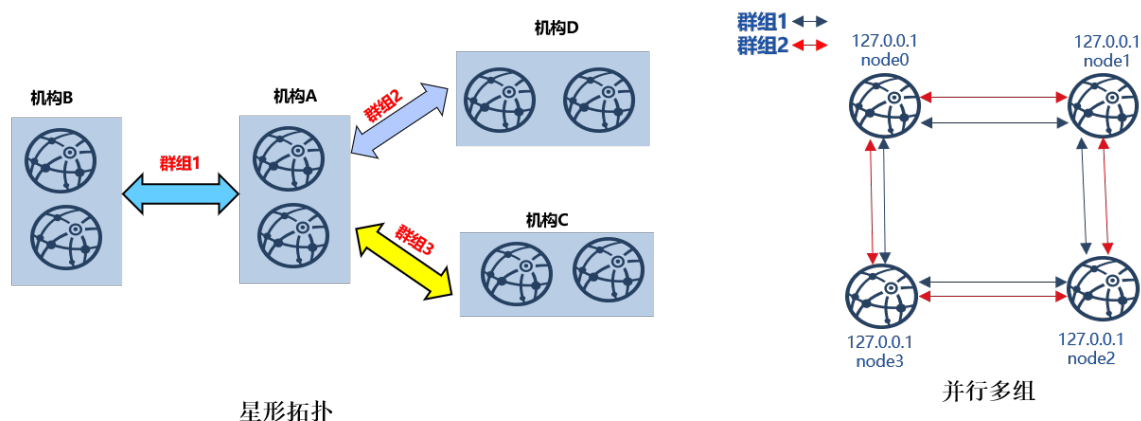 机构D
机构B
机构A
群组2
群组1
机构C
群组3
星形拓扑
群组1
群组2
127.0.0.1
node0
127.0.0.1
node1
127.0.0.1
node3
127.0.0.1
node2
并行多组